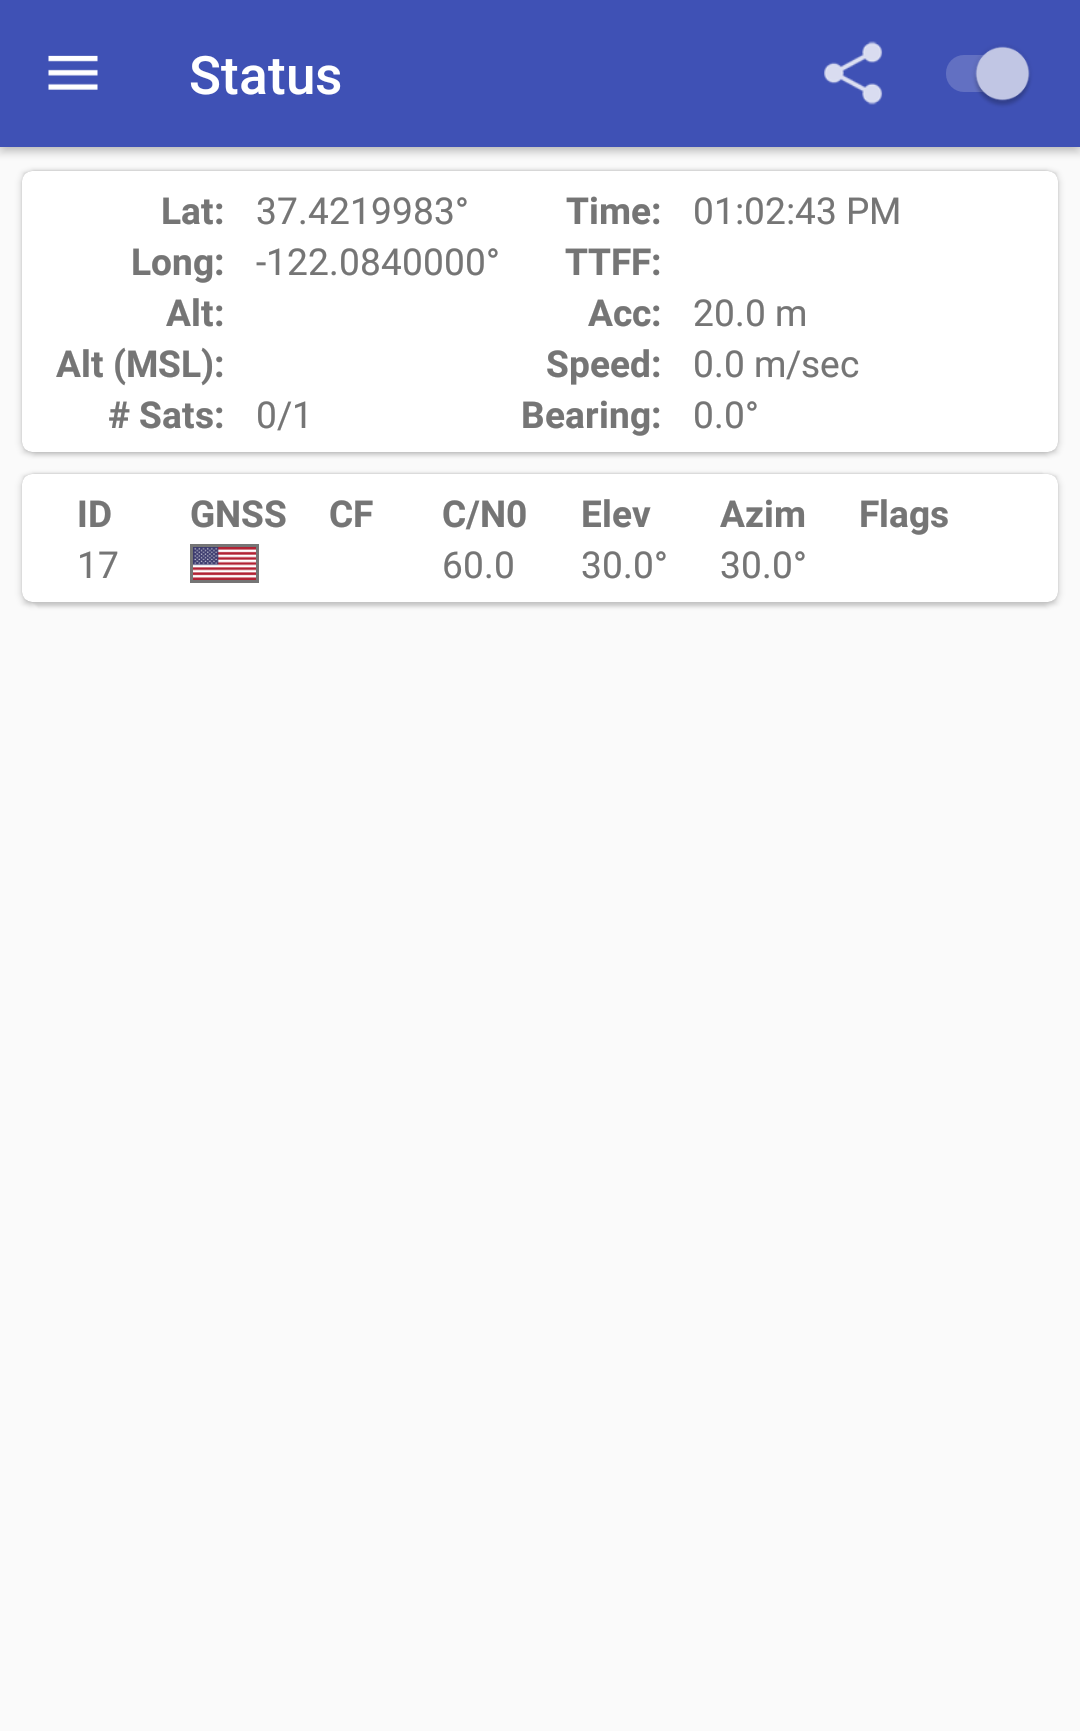 Status
Lat: 37.4219983° Time: 01:02:43 PM
Long: -122.0840000° TTFF:
Alt: Acc: 20.0 m
Alt (MSL): Speed: 0.0 m/sec
# Sats: 0/1 Bearing: 0.0°
ID GNSS CF C/N0 Elev Azim Flags
17 60.0 30.0° 30.0°